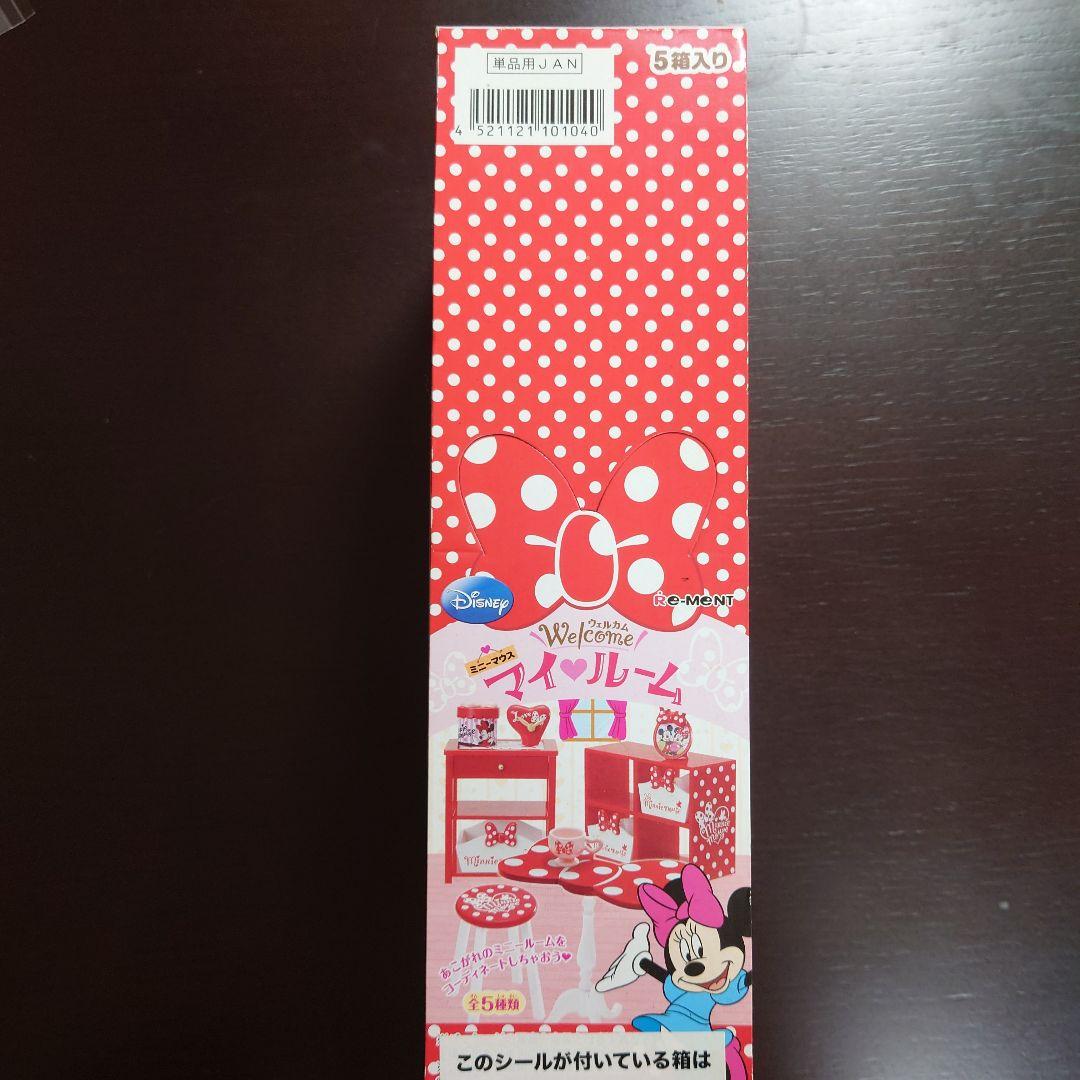 単品用JAN
5箱入り
4 521121 101040
Disney
Re-MeNT
ウェルカム
Welcome
ミニーマウス
マイ♥ルーム
Minnie
Minnie Mouse
あこがれのミニールームを
コーディネートしちゃおう♥
全5種類
このシールが付いている箱は